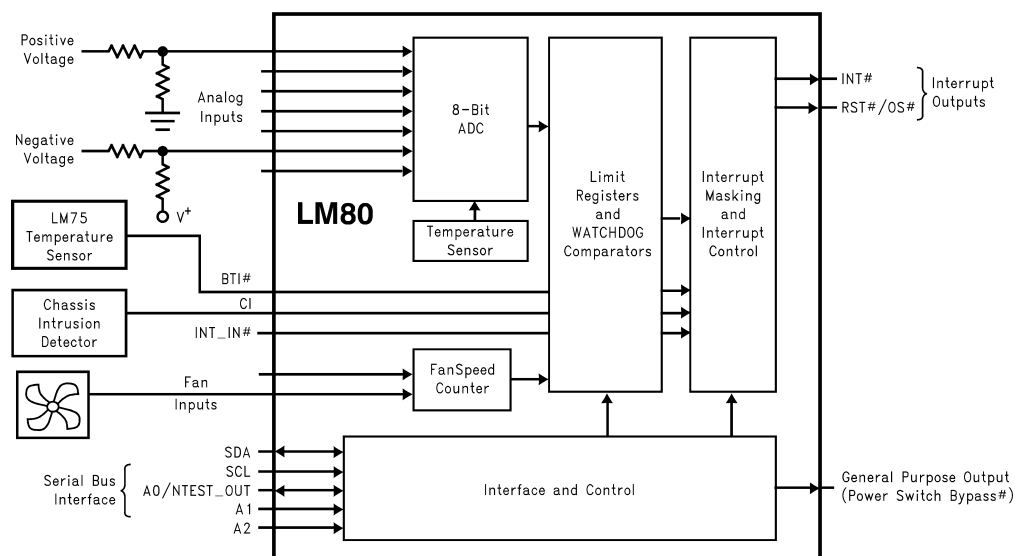 Positive
Voltage
Analog
Inputs
Negative
Voltage
V+
LM75
Temperature
Sensor
Chassis
Intrusion
Detector
BTI#
CI
INT_IN#
Fan
Inputs
Serial Bus
Interface
SDA
SCL
A0/NTEST_OUT
A1
A2
LM80
8-Bit
ADC
Temperature
Sensor
FanSpeed
Counter
Limit
Registers
and
WATCHDOG
Comparators
Interrupt
Masking
and
Interrupt
Control
Interface and Control
INT#
RST#/OS#
Interrupt
Outputs
General Purpose Output
(Power Switch Bypass#)